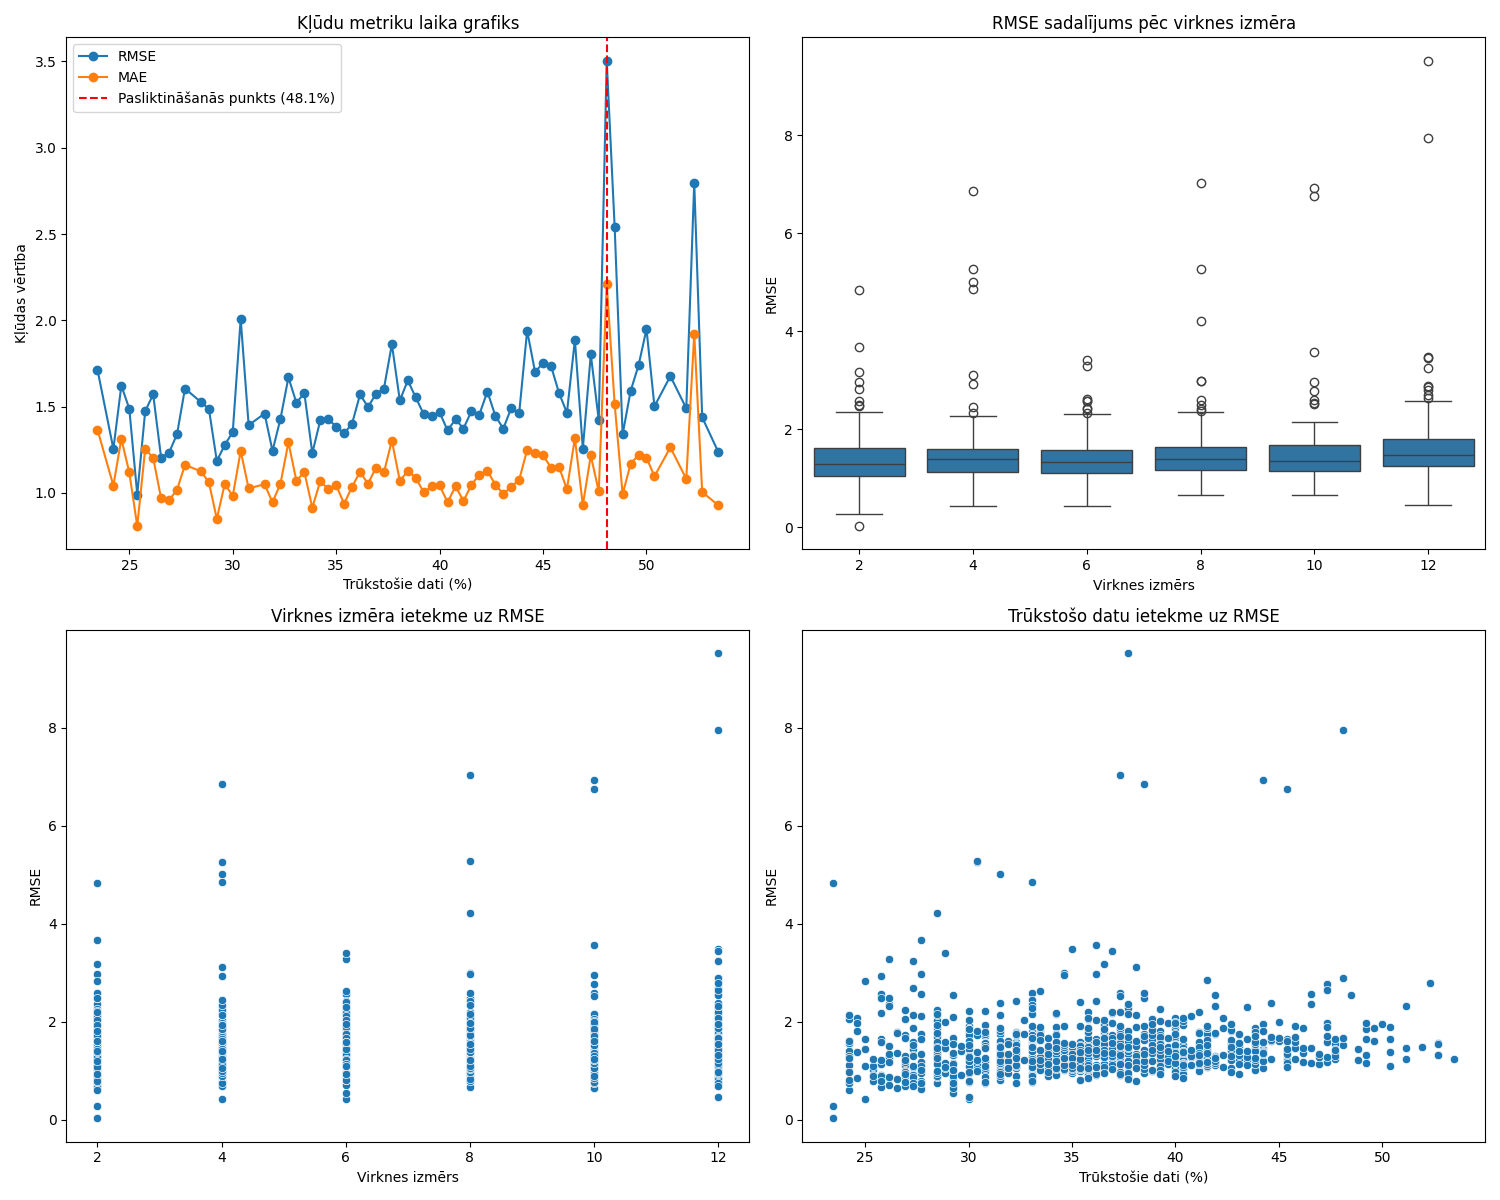 Kļūdu metriku laika grafiks
RMSE
MAE
Pasliktināšanās punkts (48.1%)
Kļūdas vērtība
3.5
3.0
2.5
2.0
1.5
1.0
25 30 35 40 45 50
Trūkstošie dati (%)
RMSE sadalījums pēc virknes izmēra
RMSE
8
6
4
2
0
2 4 6 8 10 12
Virknes izmērs
Virknes izmēra ietekme uz RMSE
RMSE
8
6
4
2
0
2 4 6 8 10 12
Virknes izmērs
Trūkstošo datu ietekme uz RMSE
RMSE
8
6
4
2
0
25 30 35 40 45 50
Trūkstošie dati (%)